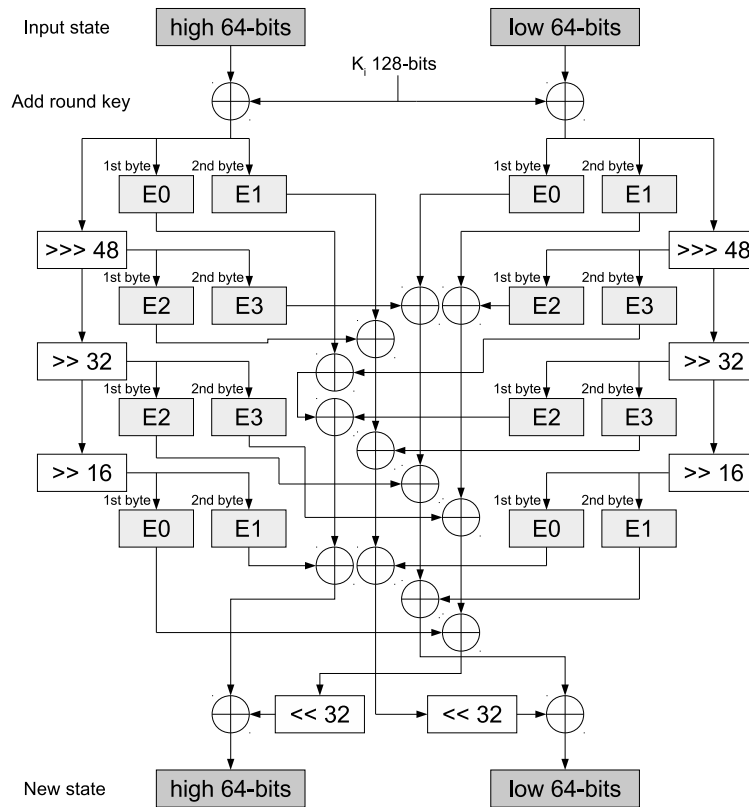 Input state high 64-bits low 64-bits
K_i 128-bits
Add round key
1st byte 2nd byte 1st byte 2nd byte
E0 E1 E0 E1
>>> 48 >>> 48
1st byte 2nd byte 1st byte 2nd byte
E2 E3 E2 E3
>> 32 >> 32
1st byte 2nd byte 1st byte 2nd byte
E2 E3 E2 E3
>> 16 >> 16
1st byte 2nd byte 1st byte 2nd byte
E0 E1 E0 E1
<< 32 << 32
New state high 64-bits low 64-bits